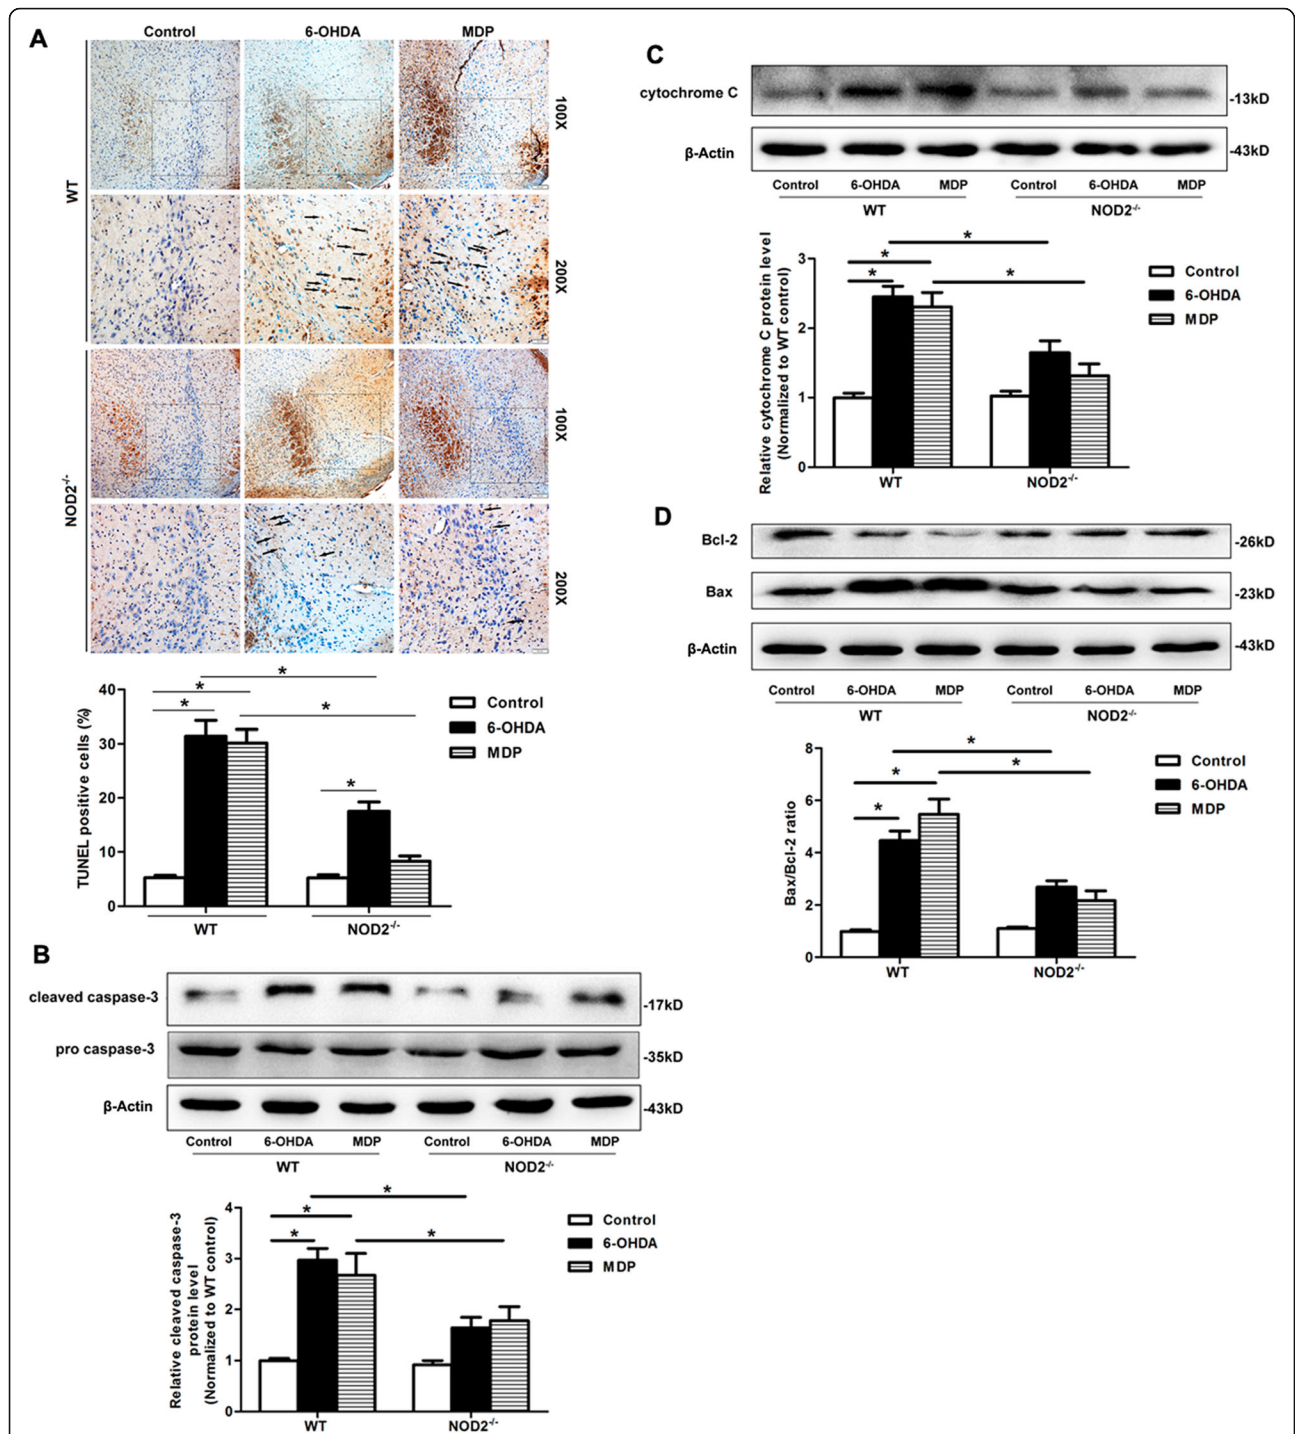 A
Control 6-OHDA MDP
WT
100X
200X
NOD2-/-
100X
200X
TUNEL positive cells (%)
40
30
20
10
0
* * * * *
Control
6-OHDA
MDP
WT NOD2-/-
B
cleaved caspase-3 -17kD
pro caspase-3 -35kD
β-Actin -43kD
Control 6-OHDA MDP Control 6-OHDA MDP
WT NOD2-/-
Relative cleaved caspase-3
protein level
(Normalized to WT control)
4
3
2
1
0
* * * *
Control
6-OHDA
MDP
WT NOD2-/-
C
cytochrome C -13kD
β-Actin -43kD
Control 6-OHDA MDP Control 6-OHDA MDP
WT NOD2-/-
Relative cytochrome C protein level
(Normalized to WT control)
3
2
1
0
* * * *
Control
6-OHDA
MDP
WT NOD2-/-
D
Bcl-2 -26kD
Bax -23kD
β-Actin -43kD
Control 6-OHDA MDP Control 6-OHDA MDP
WT NOD2-/-
Bax/Bcl-2 ratio
8
6
4
2
0
* * * *
Control
6-OHDA
MDP
WT NOD2-/-